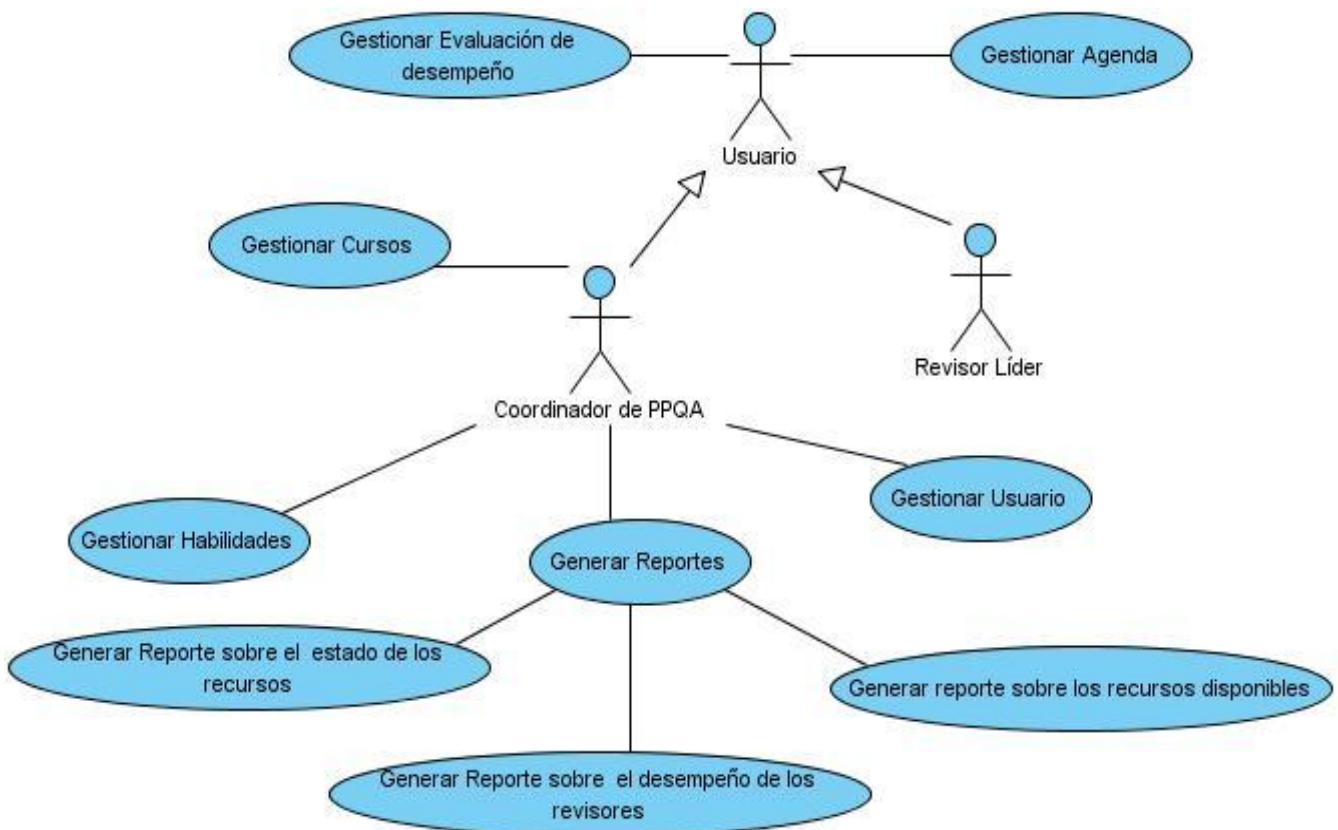 Gestionar Evaluación de
desempeño
Gestionar Agenda
Usuario
Gestionar Cursos
Revisor Líder
Coordinador de PPQA
Gestionar Usuario
Gestionar Habilidades
Generar Reportes
Generar Reporte sobre el estado de los
recursos
Generar reporte sobre los recursos disponibles
Generar Reporte sobre el desempeño de los
revisores